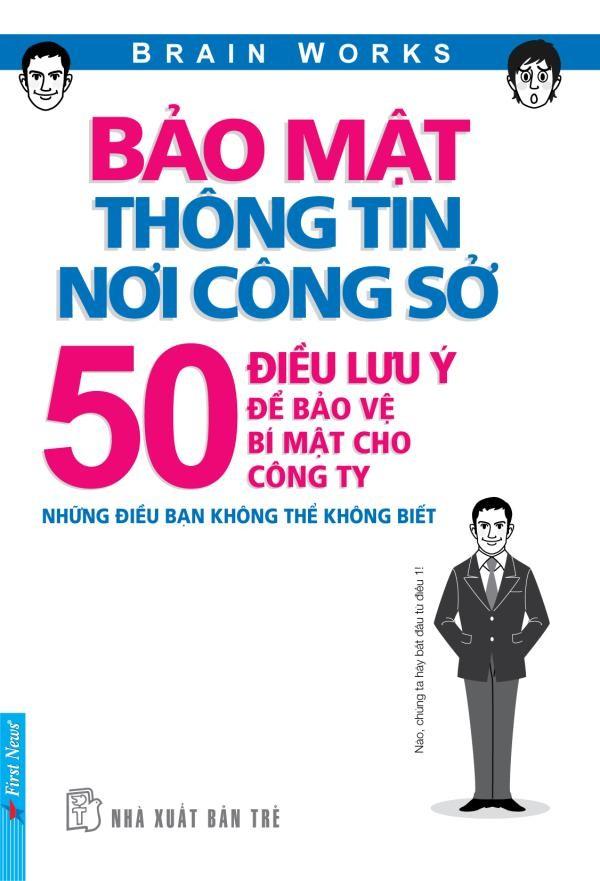 BRAIN WORKS
BẢO MẬT
THÔNG TIN
NƠI CÔNG SỞ
50
ĐIỀU LƯU Ý
ĐỂ BẢO VỆ
BÍ MẬT CHO
CÔNG TY
NHỮNG ĐIỀU BẠN KHÔNG THỂ KHÔNG BIẾT
Nào, chúng ta hãy bắt đầu từ điều 1!
First News
NHÀ XUẤT BẢN TRẺ